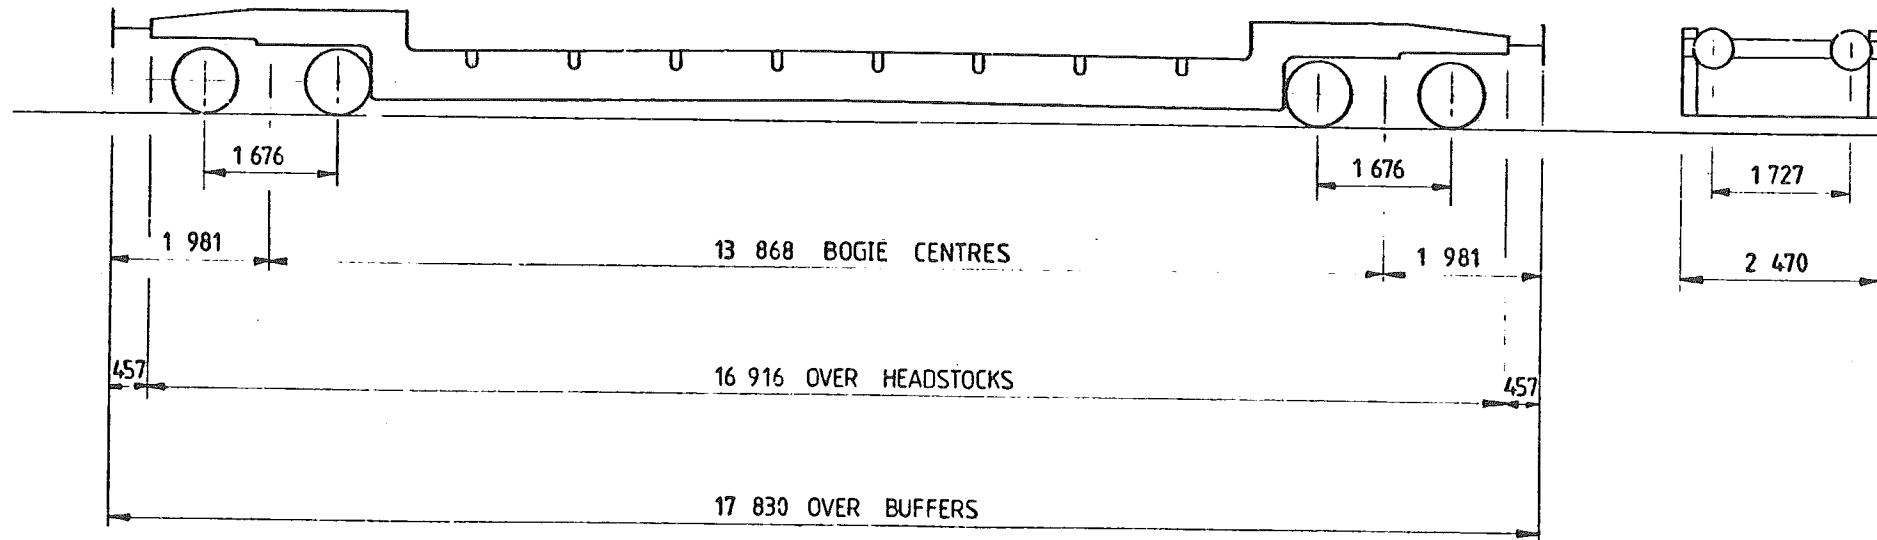 1 676
1 676
1 727
1 981
13 868 BOGIE CENTRES
1 981
2 470
457
16 916 OVER HEADSTOCKS
457
17 830 OVER BUFFERS